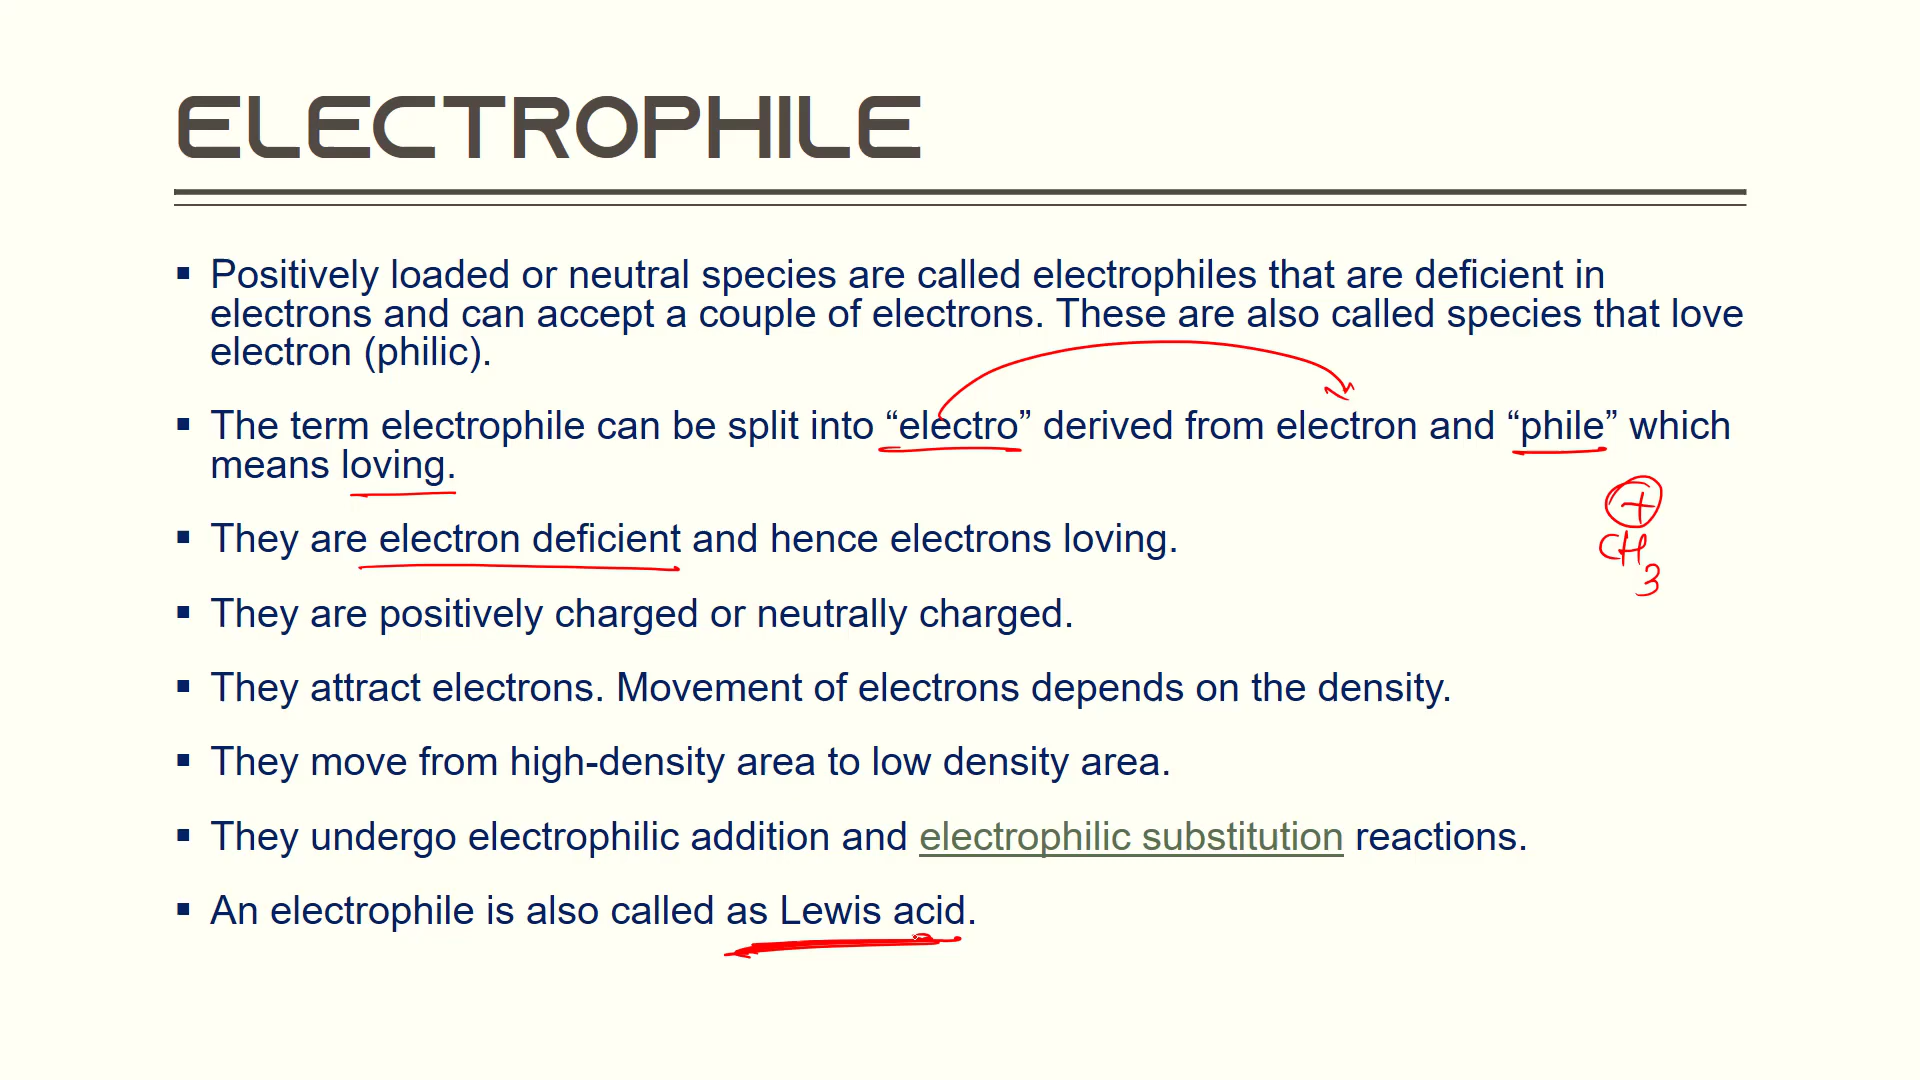 ELECTROPHILE
▪ Positively loaded or neutral species are called electrophiles that are deficient in
electrons and can accept a couple of electrons. These are also called species that love
electron (philic).
▪ The term electrophile can be split into “electro” derived from electron and “phile” which
means loving.
+
CH
3
▪ They are electron deficient and hence electrons loving.
▪ They are positively charged or neutrally charged.
▪ They attract electrons. Movement of electrons depends on the density.
▪ They move from high-density area to low density area.
▪ They undergo electrophilic addition and electrophilic substitution reactions.
▪ An electrophile is also called as Lewis acid.